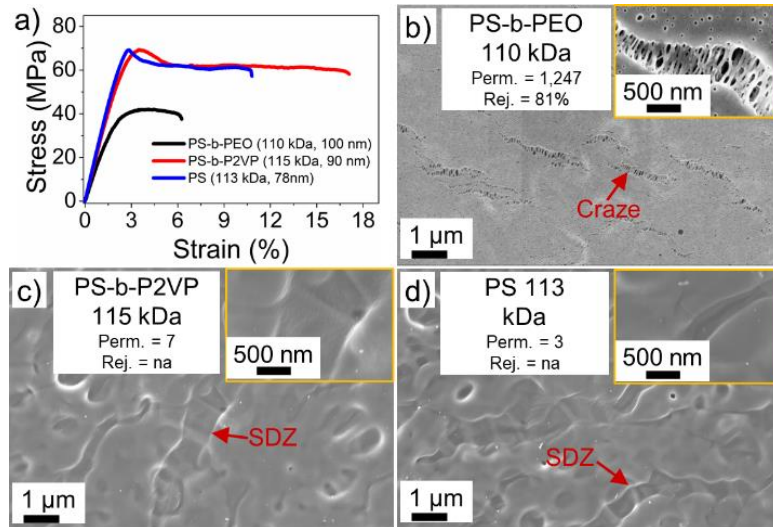 a)
Stress (MPa)
80
60
40
20
0
PS-b-PEO (110 kDa, 100 nm)
PS-b-P2VP (115 kDa, 90 nm)
PS (113 kDa, 78nm)
0 3 6 9 12 15 18
Strain (%)
b)
PS-b-PEO
110 kDa
Perm. = 1,247
Rej. = 81%
500 nm
Craze
1 µm
c)
PS-b-P2VP
115 kDa
Perm. = 7
Rej. = na
500 nm
SDZ
1 µm
d)
PS 113
kDa
Perm. = 3
Rej. = na
500 nm
SDZ
1 µm